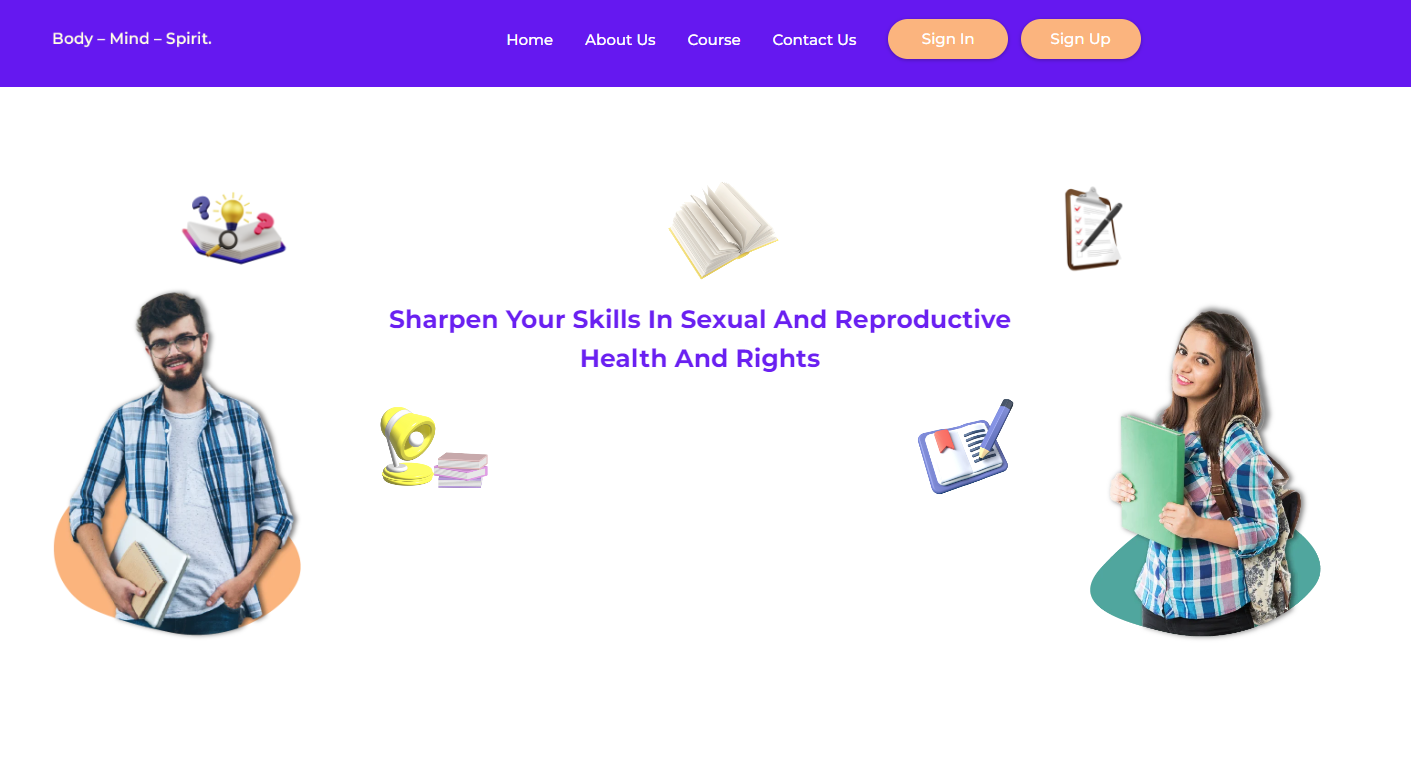 Body – Mind – Spirit.
Home About Us Course Contact Us Sign In Sign Up
Sharpen Your Skills In Sexual And Reproductive
Health And Rights